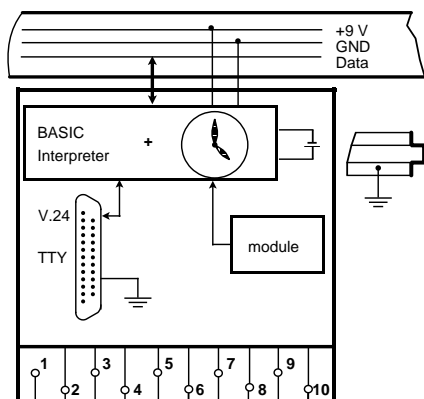 +9 V
GND
Data
BASIC
+
Interpreter
V.24
TTY
module
1
3
5
7
9
2
4
6
8
10